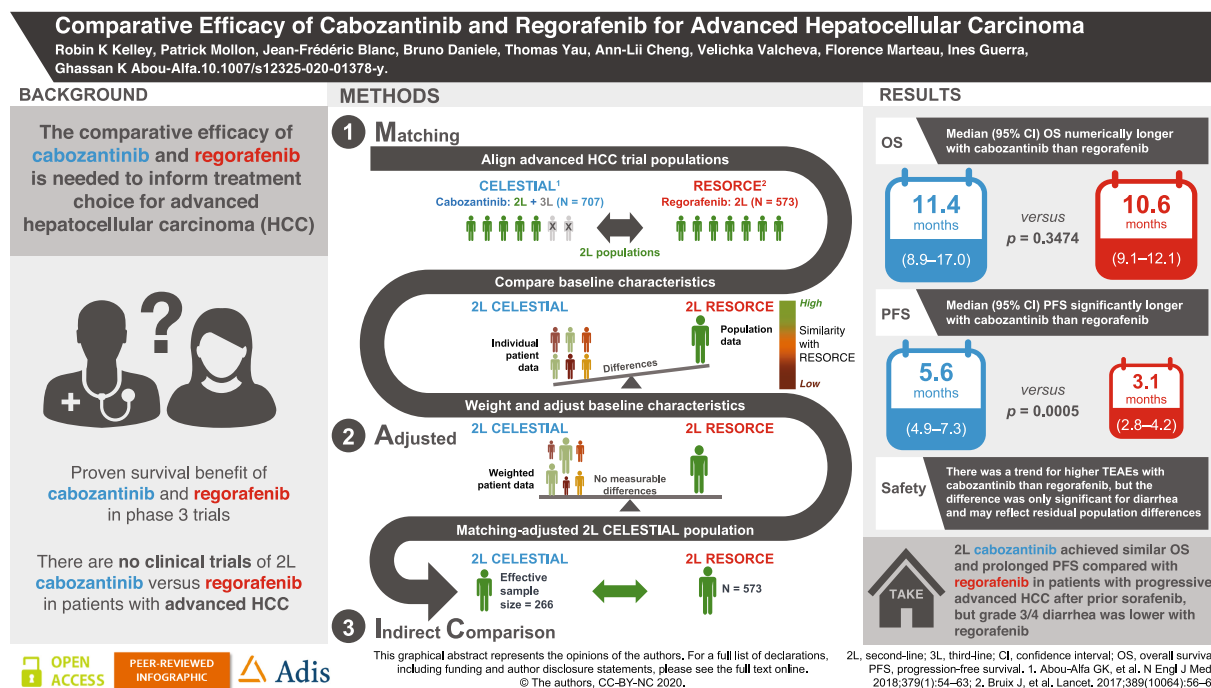 Comparative Efficacy of Cabozantinib and Regorafenib for Advanced Hepatocellular Carcinoma
Robin K Kelley, Patrick Mollon, Jean-Frédéric Blanc, Bruno Daniele, Thomas Yau, Ann-Lii Cheng, Velichka Valcheva, Florence Marteau, Ines Guerra,
Ghassan K Abou-Alfa.10.1007/s12325-020-01378-y.
BACKGROUND
The comparative efficacy of
cabozantinib and regorafenib
is needed to inform treatment
choice for advanced
hepatocellular carcinoma (HCC)
?
Proven survival benefit of
cabozantinib and regorafenib
in phase 3 trials
There are no clinical trials of 2L
cabozantinib versus regorafenib
in patients with advanced HCC
METHODS
1 Matching
Align advanced HCC trial populations
CELESTIAL1
Cabozantinib: 2L + 3L (N = 707)
X X
RESORCE2
Regorafenib: 2L (N = 573)
2L populations
Compare baseline characteristics
2L CELESTIAL
2L RESORCE
Individual
patient
data
Differences
Population
data
High
Similarity
with
RESORCE
Low
Weight and adjust baseline characteristics
2 Adjusted
2L CELESTIAL
2L RESORCE
Weighted
patient data
No measurable
differences
Matching-adjusted 2L CELESTIAL population
2L CELESTIAL
2L RESORCE
Effective
sample
size = 266
N = 573
3 Indirect Comparison
RESULTS
OS
Median (95% CI) OS numerically longer
with cabozantinib than regorafenib
11.4
months
(8.9–17.0)
versus
p = 0.3474
10.6
months
(9.1–12.1)
PFS
Median (95% CI) PFS significantly longer
with cabozantinib than regorafenib
5.6
months
(4.9–7.3)
versus
p = 0.0005
3.1
months
(2.8–4.2)
Safety
There was a trend for higher TEAEs with
cabozantinib than regorafenib, but the
difference was only significant for diarrhea
and may reflect residual population differences
TAKE
2L cabozantinib achieved similar OS
and prolonged PFS compared with
regorafenib in patients with progressive
advanced HCC after prior sorafenib,
but grade 3/4 diarrhea was lower with
regorafenib
OPEN
ACCESS
PEER-REVIEWED
INFOGRAPHIC
Adis
This graphical abstract represents the opinions of the authors. For a full list of declarations,
including funding and author disclosure statements, please see the full text online.
© The authors, CC-BY-NC 2020.
2L, second-line; 3L, third-line; CI, confidence interval; OS, overall surviva
PFS, progression-free survival. 1. Abou-Alfa GK, et al. N Engl J Med
2018;379(1):54–63; 2. Bruix J, et al. Lancet. 2017;389(10064):56–6